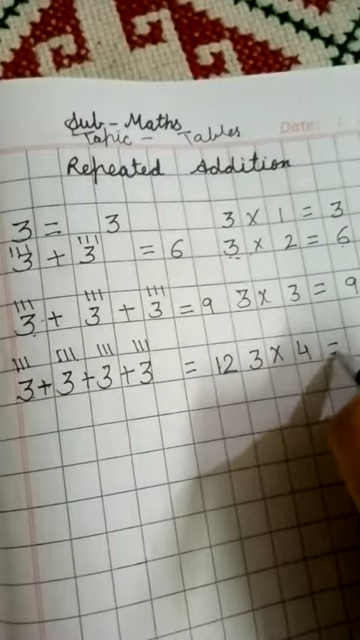 Sub - Maths
Topic - Tables
Date:
Repeated Addition
3 = 3 3 x 1 = 3
3 + 3 = 6 3 x 2 = 6
3 + 3 + 3 = 9 3 x 3 = 9
3+3+3+3 = 12 3 x 4 =